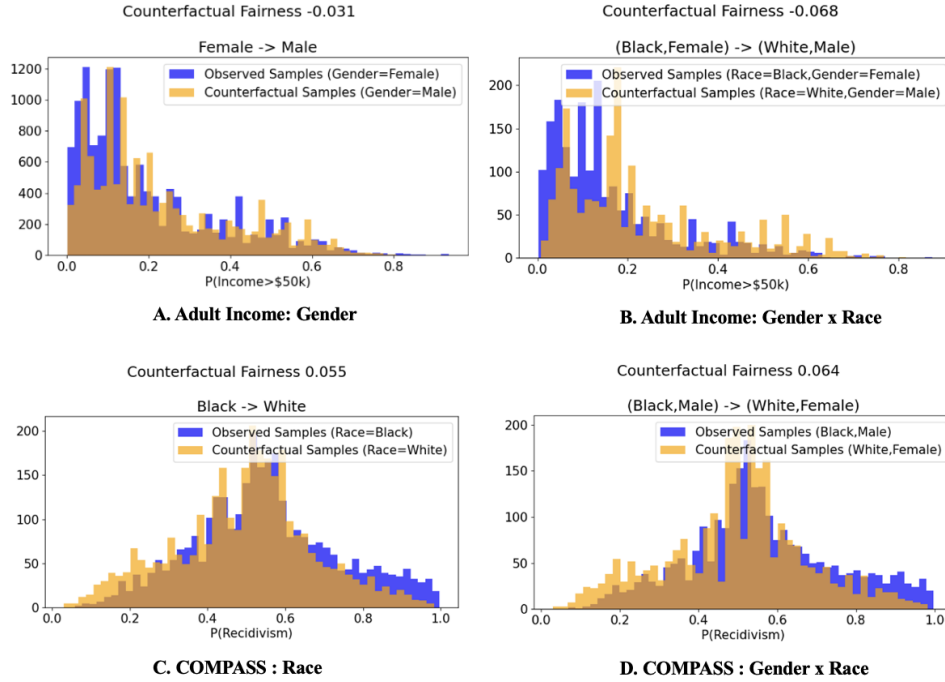 Counterfactual Fairness -0.031
Female -> Male
Observed Samples (Gender=Female)
Counterfactual Samples (Gender=Male)
1200
1000
800
600
400
200
0
0.0 0.2 0.4 0.6 0.8
P(Income>$50k)
A. Adult Income: Gender
Counterfactual Fairness -0.068
(Black,Female) -> (White,Male)
Observed Samples (Race=Black,Gender=Female)
Counterfactual Samples (Race=White,Gender=Male)
200
150
100
50
0
0.0 0.2 0.4 0.6 0.8
P(Income>$50k)
B. Adult Income: Gender x Race
Counterfactual Fairness 0.055
Black -> White
Observed Samples (Race=Black)
Counterfactual Samples (Race=White)
200
150
100
50
0
0.0 0.2 0.4 0.6 0.8 1.0
P(Recidivism)
C. COMPASS : Race
Counterfactual Fairness 0.064
(Black,Male) -> (White,Female)
Observed Samples (Black,Male)
Counterfactual Samples (White,Female)
200
150
100
50
0
0.0 0.2 0.4 0.6 0.8 1.0
P(Recidivism)
D. COMPASS : Gender x Race